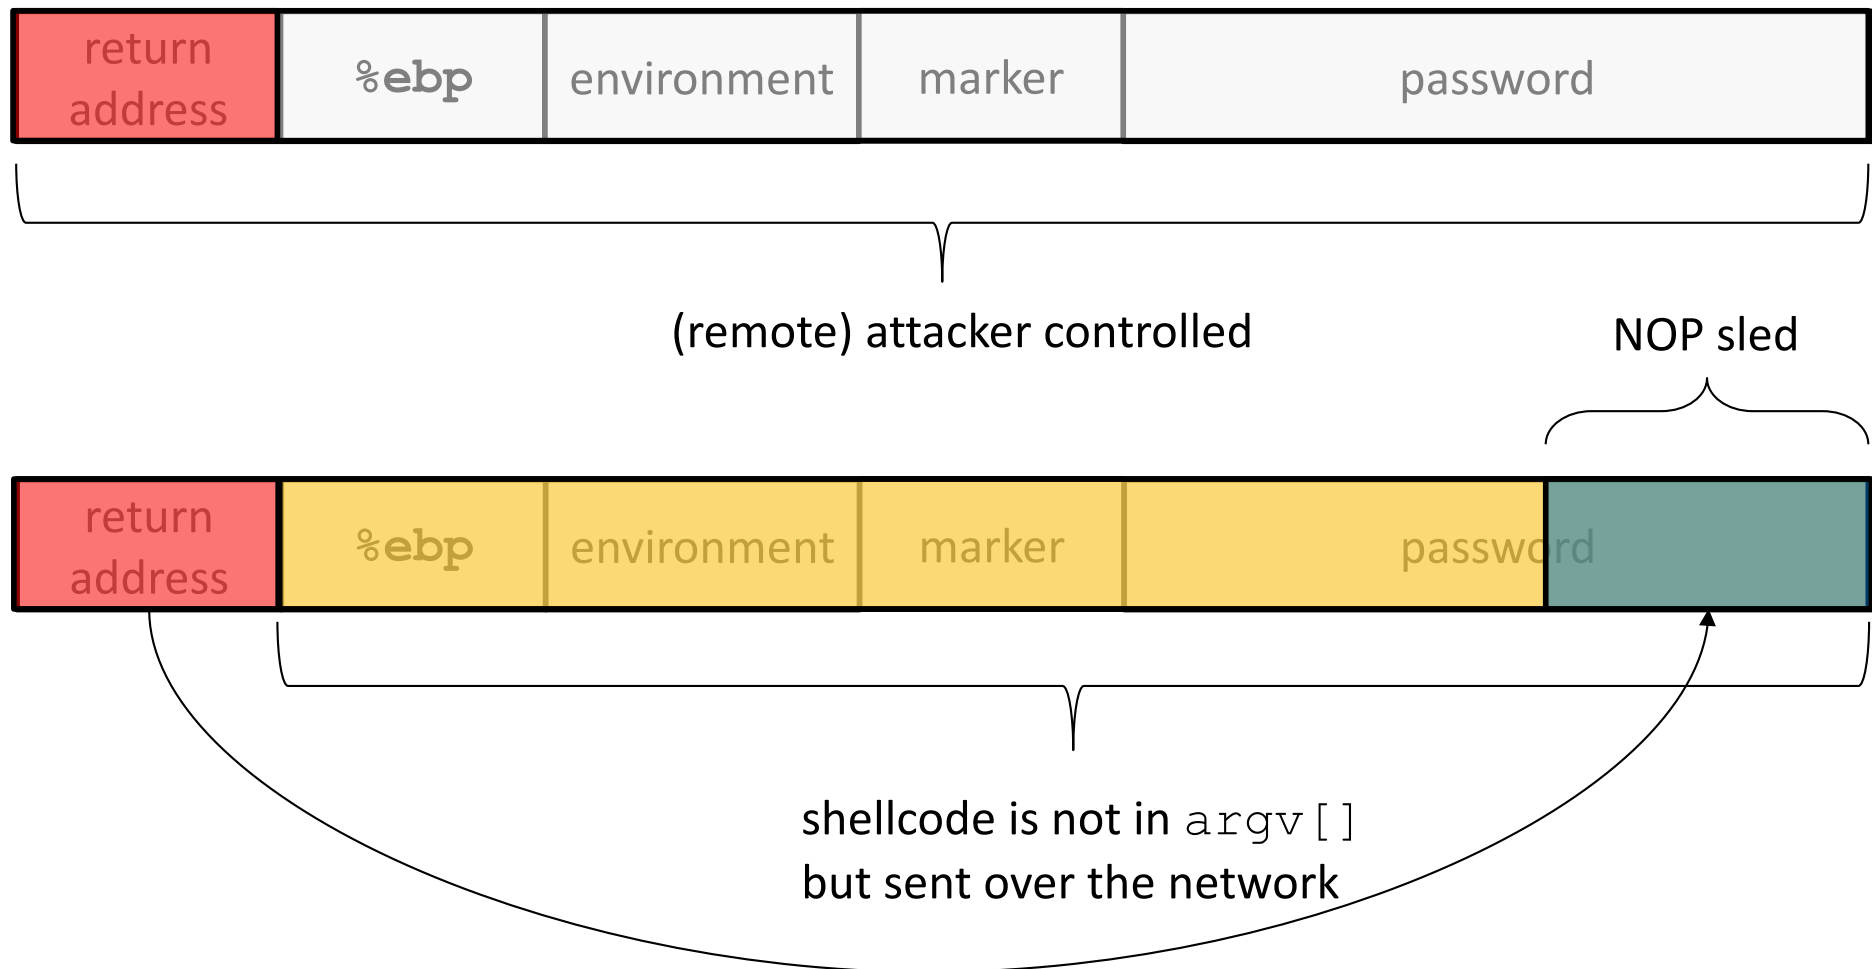 return
address
%ebp
environment
marker
password
(remote) attacker controlled
NOP sled
return
address
%ebp
environment
marker
password
shellcode is not in argv[]
but sent over the network